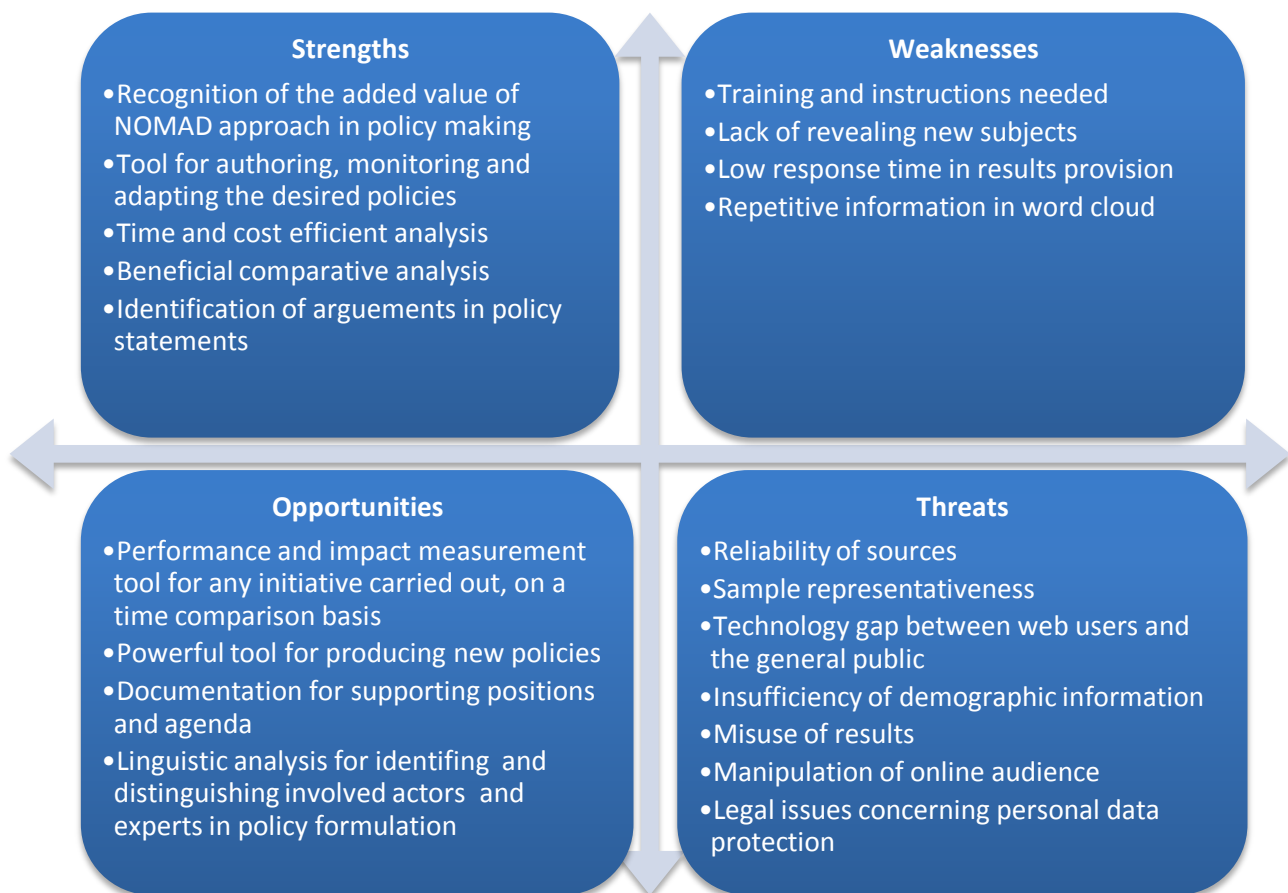 Strengths
•Recognition of the added value of
NOMAD approach in policy making
•Tool for authoring, monitoring and
adapting the desired policies
•Time and cost efficient analysis
•Beneficial comparative analysis
•Identification of arguements in policy
statements
Weaknesses
•Training and instructions needed
•Lack of revealing new subjects
•Low response time in results provision
•Repetitive information in word cloud
Opportunities
•Performance and impact measurement
tool for any initiative carried out, on a
time comparison basis
•Powerful tool for producing new policies
•Documentation for supporting positions
and agenda
•Linguistic analysis for identifing and
distinguishing involved actors and
experts in policy formulation
Threats
•Reliability of sources
•Sample representativeness
•Technology gap between web users and
the general public
•Insufficiency of demographic information
•Misuse of results
•Manipulation of online audience
•Legal issues concerning personal data
protection